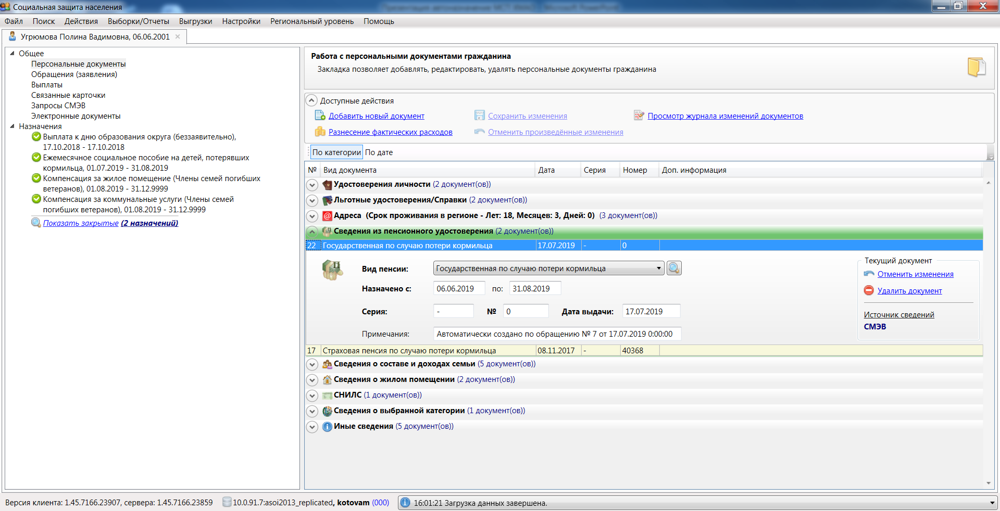 Социальная защита населения
Файл Поиск Действия Выборки/Отчеты Выгрузки Настройки Региональный уровень Помощь
Угрюмова Полина Вадимовна, 06.06.2001
Общее
Персональные документы
Обращения (заявления)
Выплаты
Связанные карточки
Запросы СМЭВ
Электронные документы
Назначения
Выплата к дню образования округа (беззаявительно),
17.10.2018 - 17.10.2018
Ежемесячное социальное пособие на детей, потерявших
кормильца, 01.07.2019 - 31.08.2019
Компенсация за жилое помещение (Члены семей погибших
ветеранов), 01.08.2019 - 31.12.9999
Компенсация за коммунальные услуги (Члены семей
погибших ветеранов), 01.08.2019 - 31.12.9999
Показать закрытые (2 назначений)
Работа с персональными документами гражданина
Закладка позволяет добавлять, редактировать, удалять персональные документы гражданина
Доступные действия
Добавить новый документ Сохранить изменения Просмотр журнала изменений документов
Разнесение фактических расходов Отменить произведённые изменения
По категории По дате
№ Вид документа Дата Серия Номер Доп. информация
Удостоверения личности (2 документ(ов))
Льготные удостоверения/Справки (2 документ(ов))
Адреса (Срок проживания в регионе - Лет: 18, Месяцев: 3, Дней: 0) (3 документ(ов))
Сведения из пенсионного удостоверения (2 документ(ов))
22 Государственная по случаю потери кормильца 17.07.2019 - 0
Вид пенсии: Государственная по случаю потери кормильца
Назначено с: 06.06.2019 по: 31.08.2019
Серия: - № 0 Дата выдачи: 17.07.2019
Примечания: Автоматически создано по обращению № 7 от 17.07.2019 0:00:00
Текущий документ
Отменить изменения
Удалить документ
Источник сведений
СМЭВ
17 Страховая пенсия по случаю потери кормильца 08.11.2017 - 40368
Сведения о составе и доходах семьи (5 документ(ов))
Сведения о жилом помещении (2 документ(ов))
СНИЛС (1 документ(ов))
Сведения о выбранной категории (1 документ(ов))
Иные сведения (5 документ(ов))
Версия клиента: 1.45.7166.23907, сервера: 1.45.7166.23859 10.0.91.7:asoi2013_replicated, kotovam (000) 16:01:21 Загрузка данных завершена.